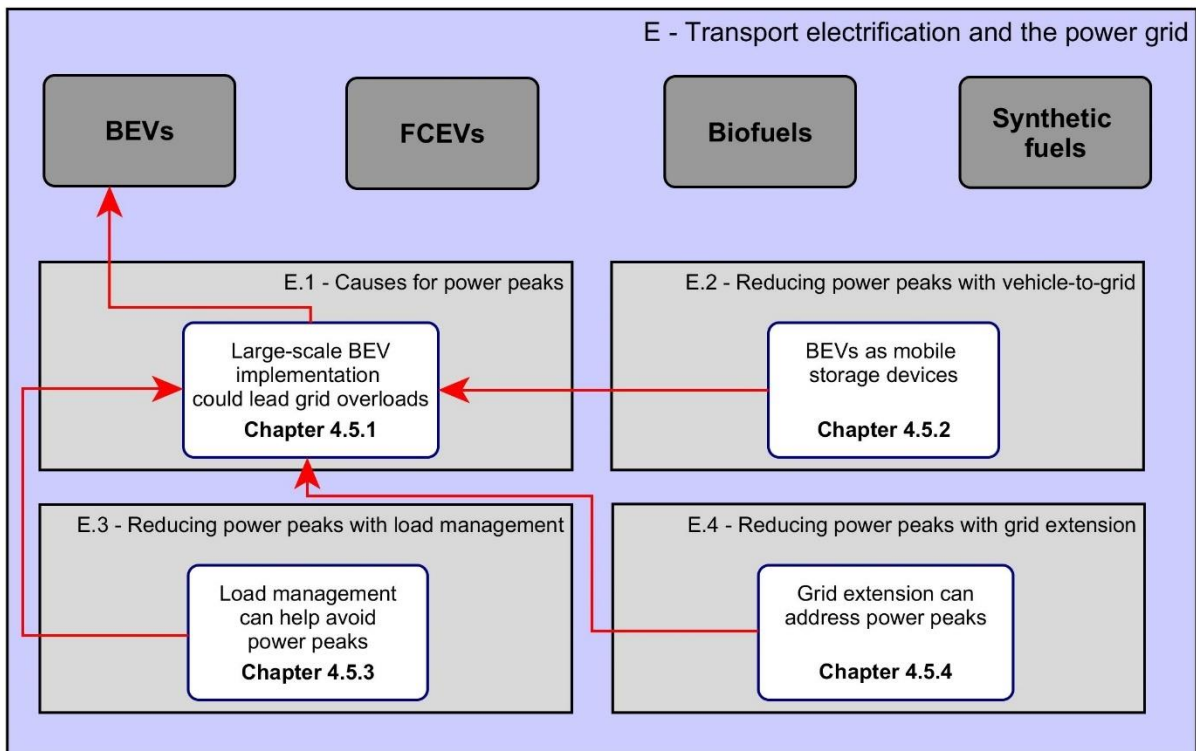 E - Transport electrification and the power grid
BEVs
FCEVs
Biofuels
Synthetic
fuels
E.1 - Causes for power peaks
Large-scale BEV
implementation
could lead grid overloads
Chapter 4.5.1
E.2 - Reducing power peaks with vehicle-to-grid
BEVs as mobile
storage devices
Chapter 4.5.2
E.3 - Reducing power peaks with load management
Load management
can help avoid
power peaks
Chapter 4.5.3
E.4 - Reducing power peaks with grid extension
Grid extension can
address power peaks
Chapter 4.5.4